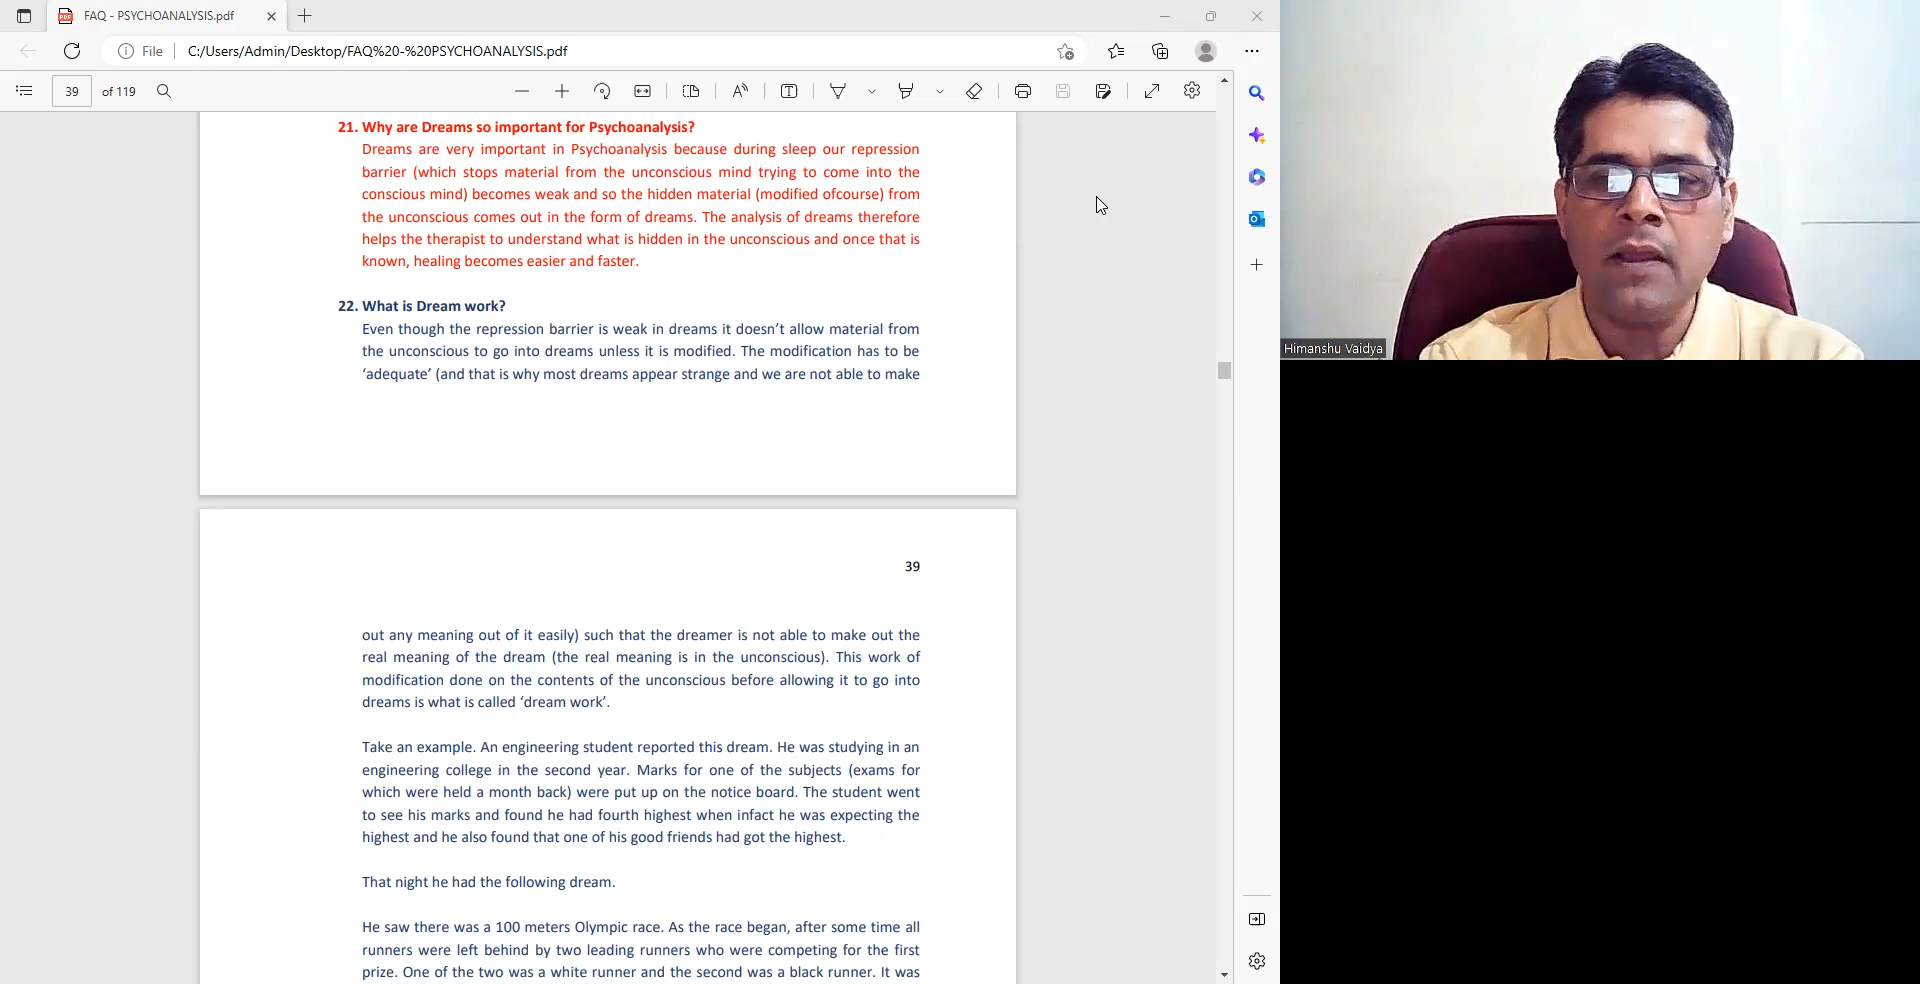 FAQ - PSYCHOANALYSIS.pdf
File
C:/Users/Admin/Desktop/FAQ%20-%20PSYCHOANALYSIS.pdf
39 of 119
21. Why are Dreams so important for Psychoanalysis?
Dreams are very important in Psychoanalysis because during sleep our repression
barrier (which stops material from the unconscious mind trying to come into the
conscious mind) becomes weak and so the hidden material (modified ofcourse) from
the unconscious comes out in the form of dreams. The analysis of dreams therefore
helps the therapist to understand what is hidden in the unconscious and once that is
known, healing becomes easier and faster.
22. What is Dream work?
Even though the repression barrier is weak in dreams it doesn’t allow material from
the unconscious to go into dreams unless it is modified. The modification has to be
‘adequate’ (and that is why most dreams appear strange and we are not able to make
39
out any meaning out of it easily) such that the dreamer is not able to make out the
real meaning of the dream (the real meaning is in the unconscious). This work of
modification done on the contents of the unconscious before allowing it to go into
dreams is what is called ‘dream work’.
Take an example. An engineering student reported this dream. He was studying in an
engineering college in the second year. Marks for one of the subjects (exams for
which were held a month back) were put up on the notice board. The student went
to see his marks and found he had fourth highest when infact he was expecting the
highest and he also found that one of his good friends had got the highest.
That night he had the following dream.
He saw there was a 100 meters Olympic race. As the race began, after some time all
runners were left behind by two leading runners who were competing for the first
prize. One of the two was a white runner and the second was a black runner. It was
Himanshu Vaidya